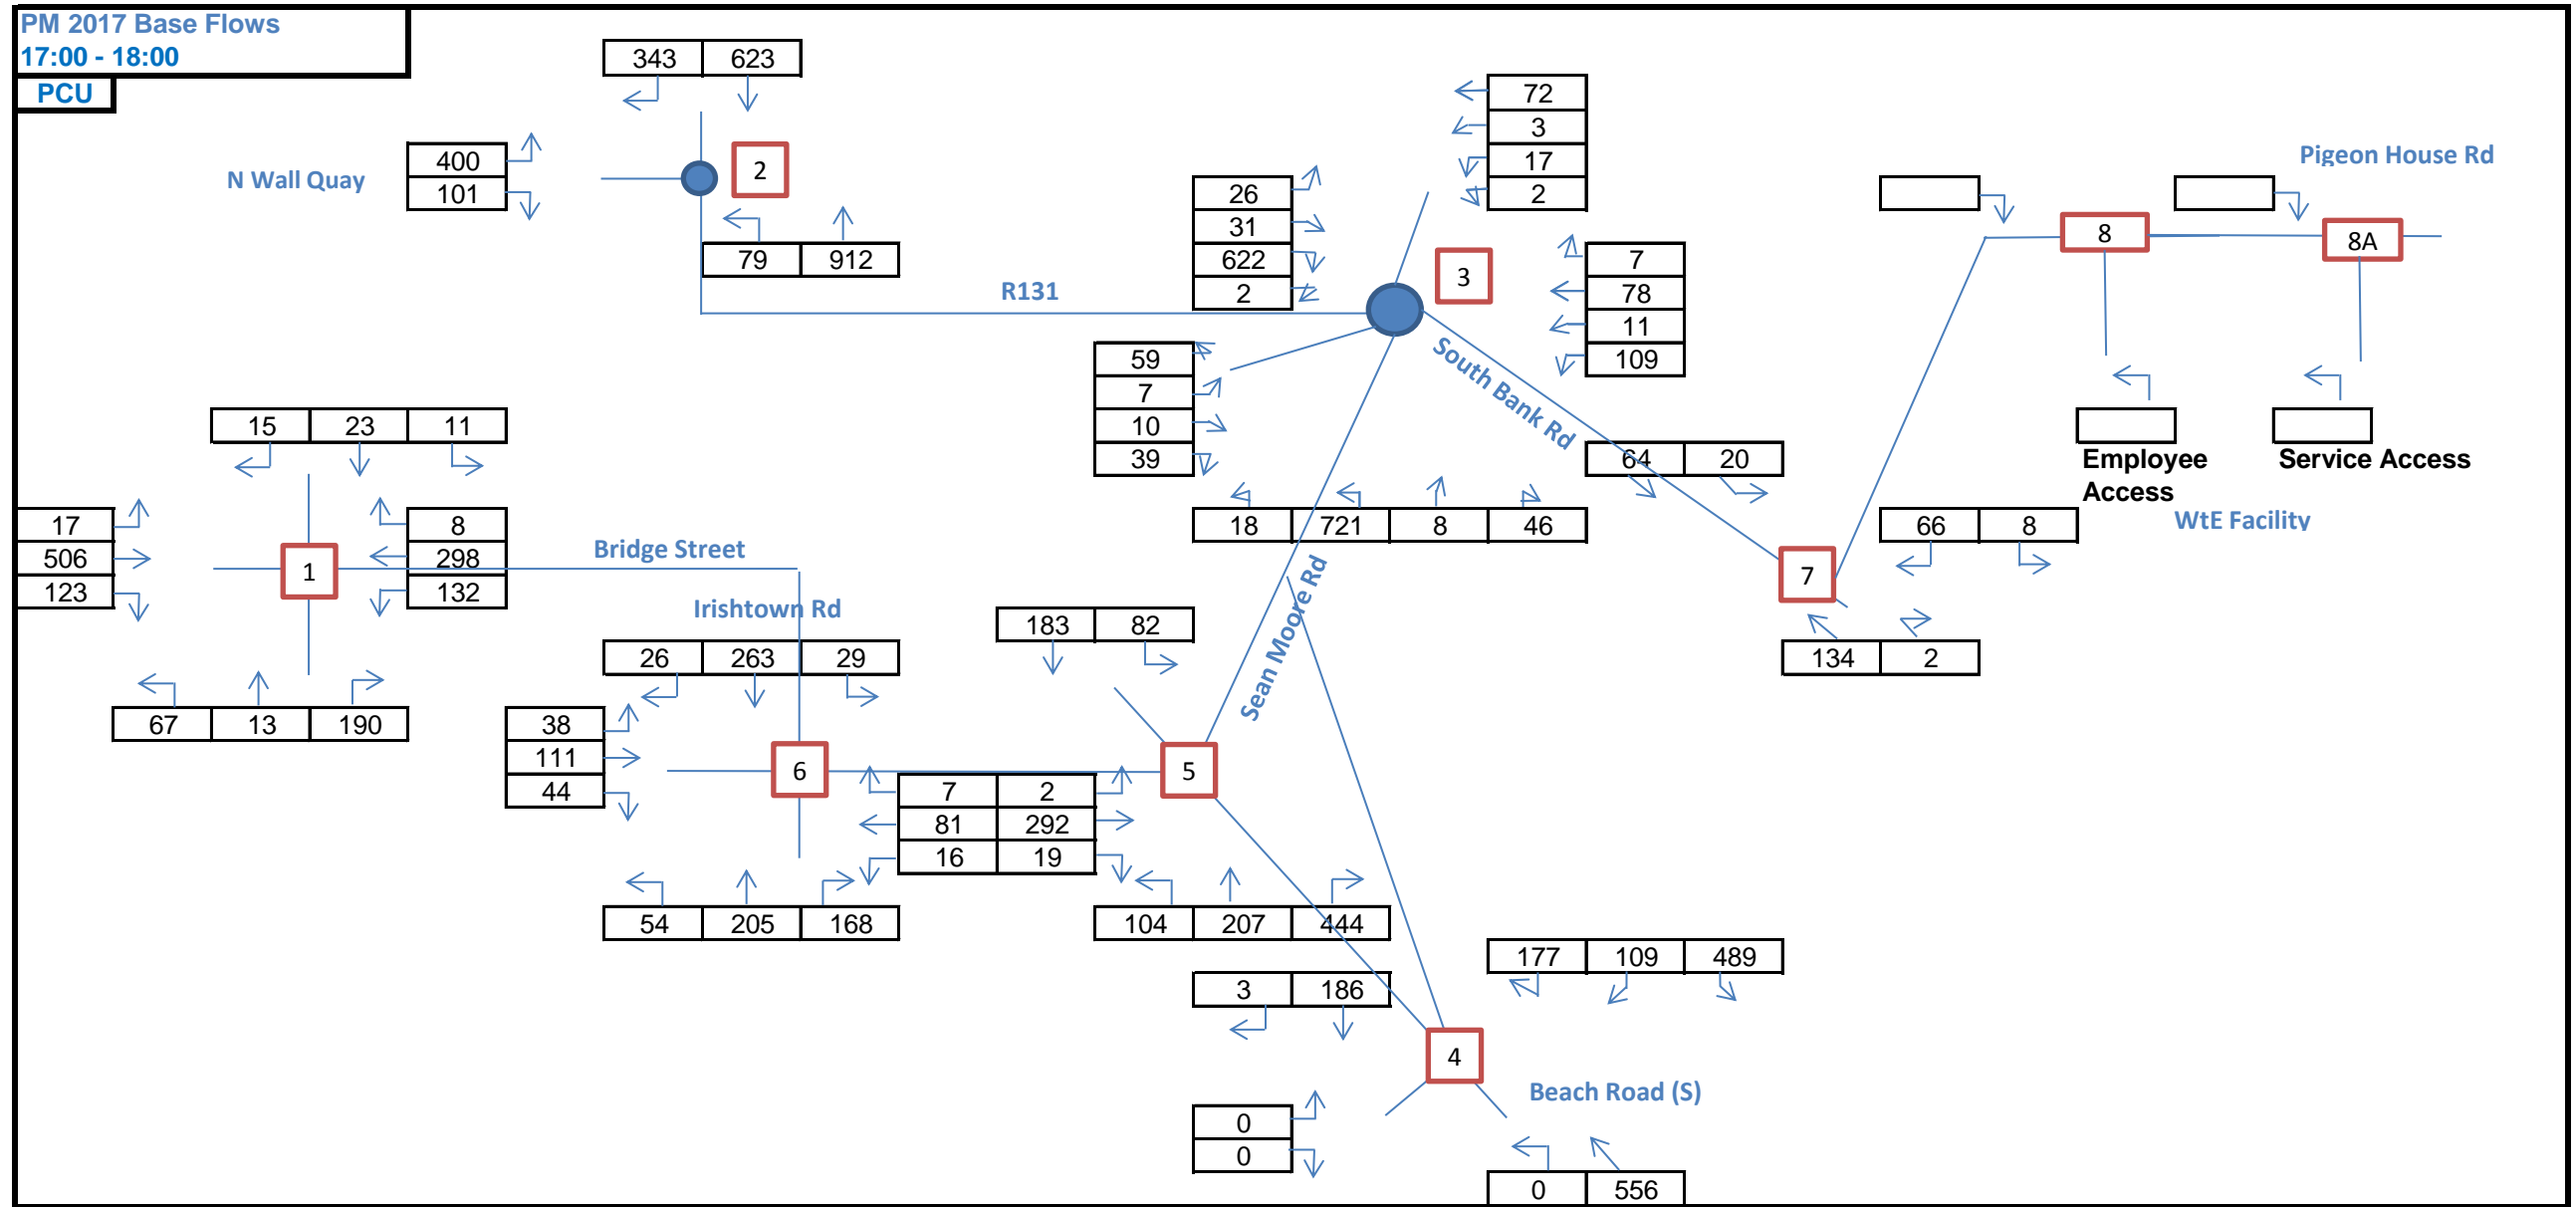 PM 2017 Base Flows
17:00 - 18:00
PCU
343 623
72
3
17
2
N Wall Quay
400
101
2
Pigeon House Rd
26
31
622
2
79 912
R131
3
7
78
11
109
8
8A
59
7
10
39
South Bank Rd
15 23 11
64 20
Employee
Access
Service Access
17
506
123
1
8
298
132
Bridge Street
18 721 8 46
66 8
WtE Facility
7
Irishtown Rd
183 82
Sean Moore Rd
26 263 29
134 2
67 13 190
38
111
44
6
5
7 2
81 292
16 19
54 205 168
104 207 444
177 109 489
3 186
4
Beach Road (S)
0
0
0 556